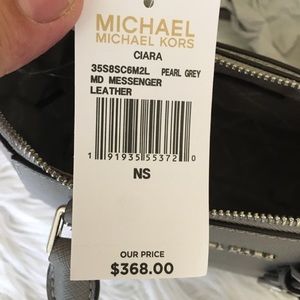 MICHAEL
MICHAEL KORS
CIARA
35S8SC6M2L PEARL GREY
MD MESSENGER
LEATHER
1 91935 55372 0
NS
OUR PRICE
$368.00